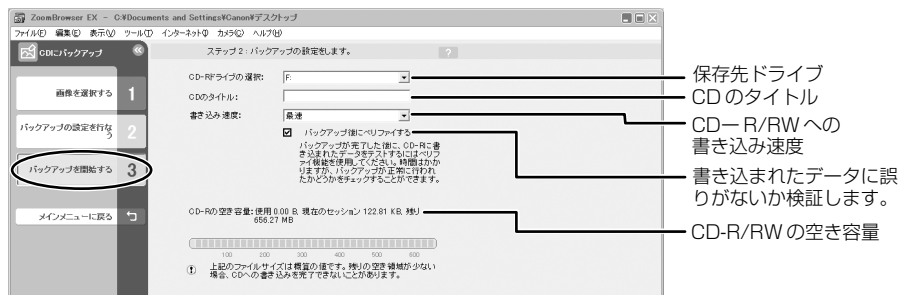 ZoomBrowser EX - C:¥Documents and Settings¥Canon¥デスクトップ
ファイル(F) 編集(E) 表示(V) ツール(T) インターネット(I) カメラ(C) ヘルプ(H)
CDにバックアップ
ステップ2：バックアップの設定をします。
?
画像を選択する 1
バックアップの設定を行なう 2
バックアップを開始する 3
メインメニューに戻る
CD-Rドライブの選択: F:
CDのタイトル:
書き込み速度: 最速
バックアップ後にベリファイする
バックアップが完了した後に、CD-Rに書
き込まれたデータをテストするにはベリフ
ァイ機能を使用してください。時間はかか
りますが、バックアップが正常に行われ
たかどうかをチェックすることができます。
CD-Rの空き容量: 使用 0.00 B, 現在のセッション 122.81 KB, 残り
656.27 MB
100 200 300 400 500 600
上記のファイルサイズは概算の値です。残りの空き領域が少ない
場合、CDへの書き込みを完了できないことがあります。
保存先ドライブ
CDのタイトル
CDーR/RWへの
書き込み速度
書き込まれたデータに誤
りがないか検証します。
CD-R/RWの空き容量